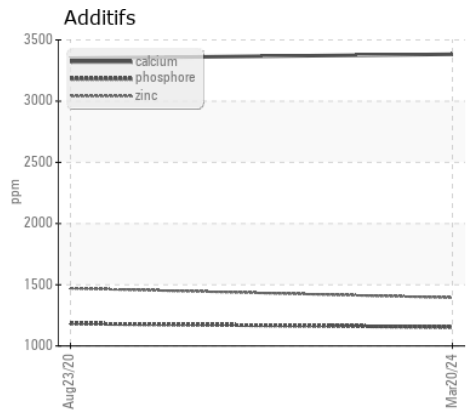 Additifs
3500
3000
2500
2000
1500
1000
ppm
calcium
phosphore
zinc
Aug23/20
Mar20/24